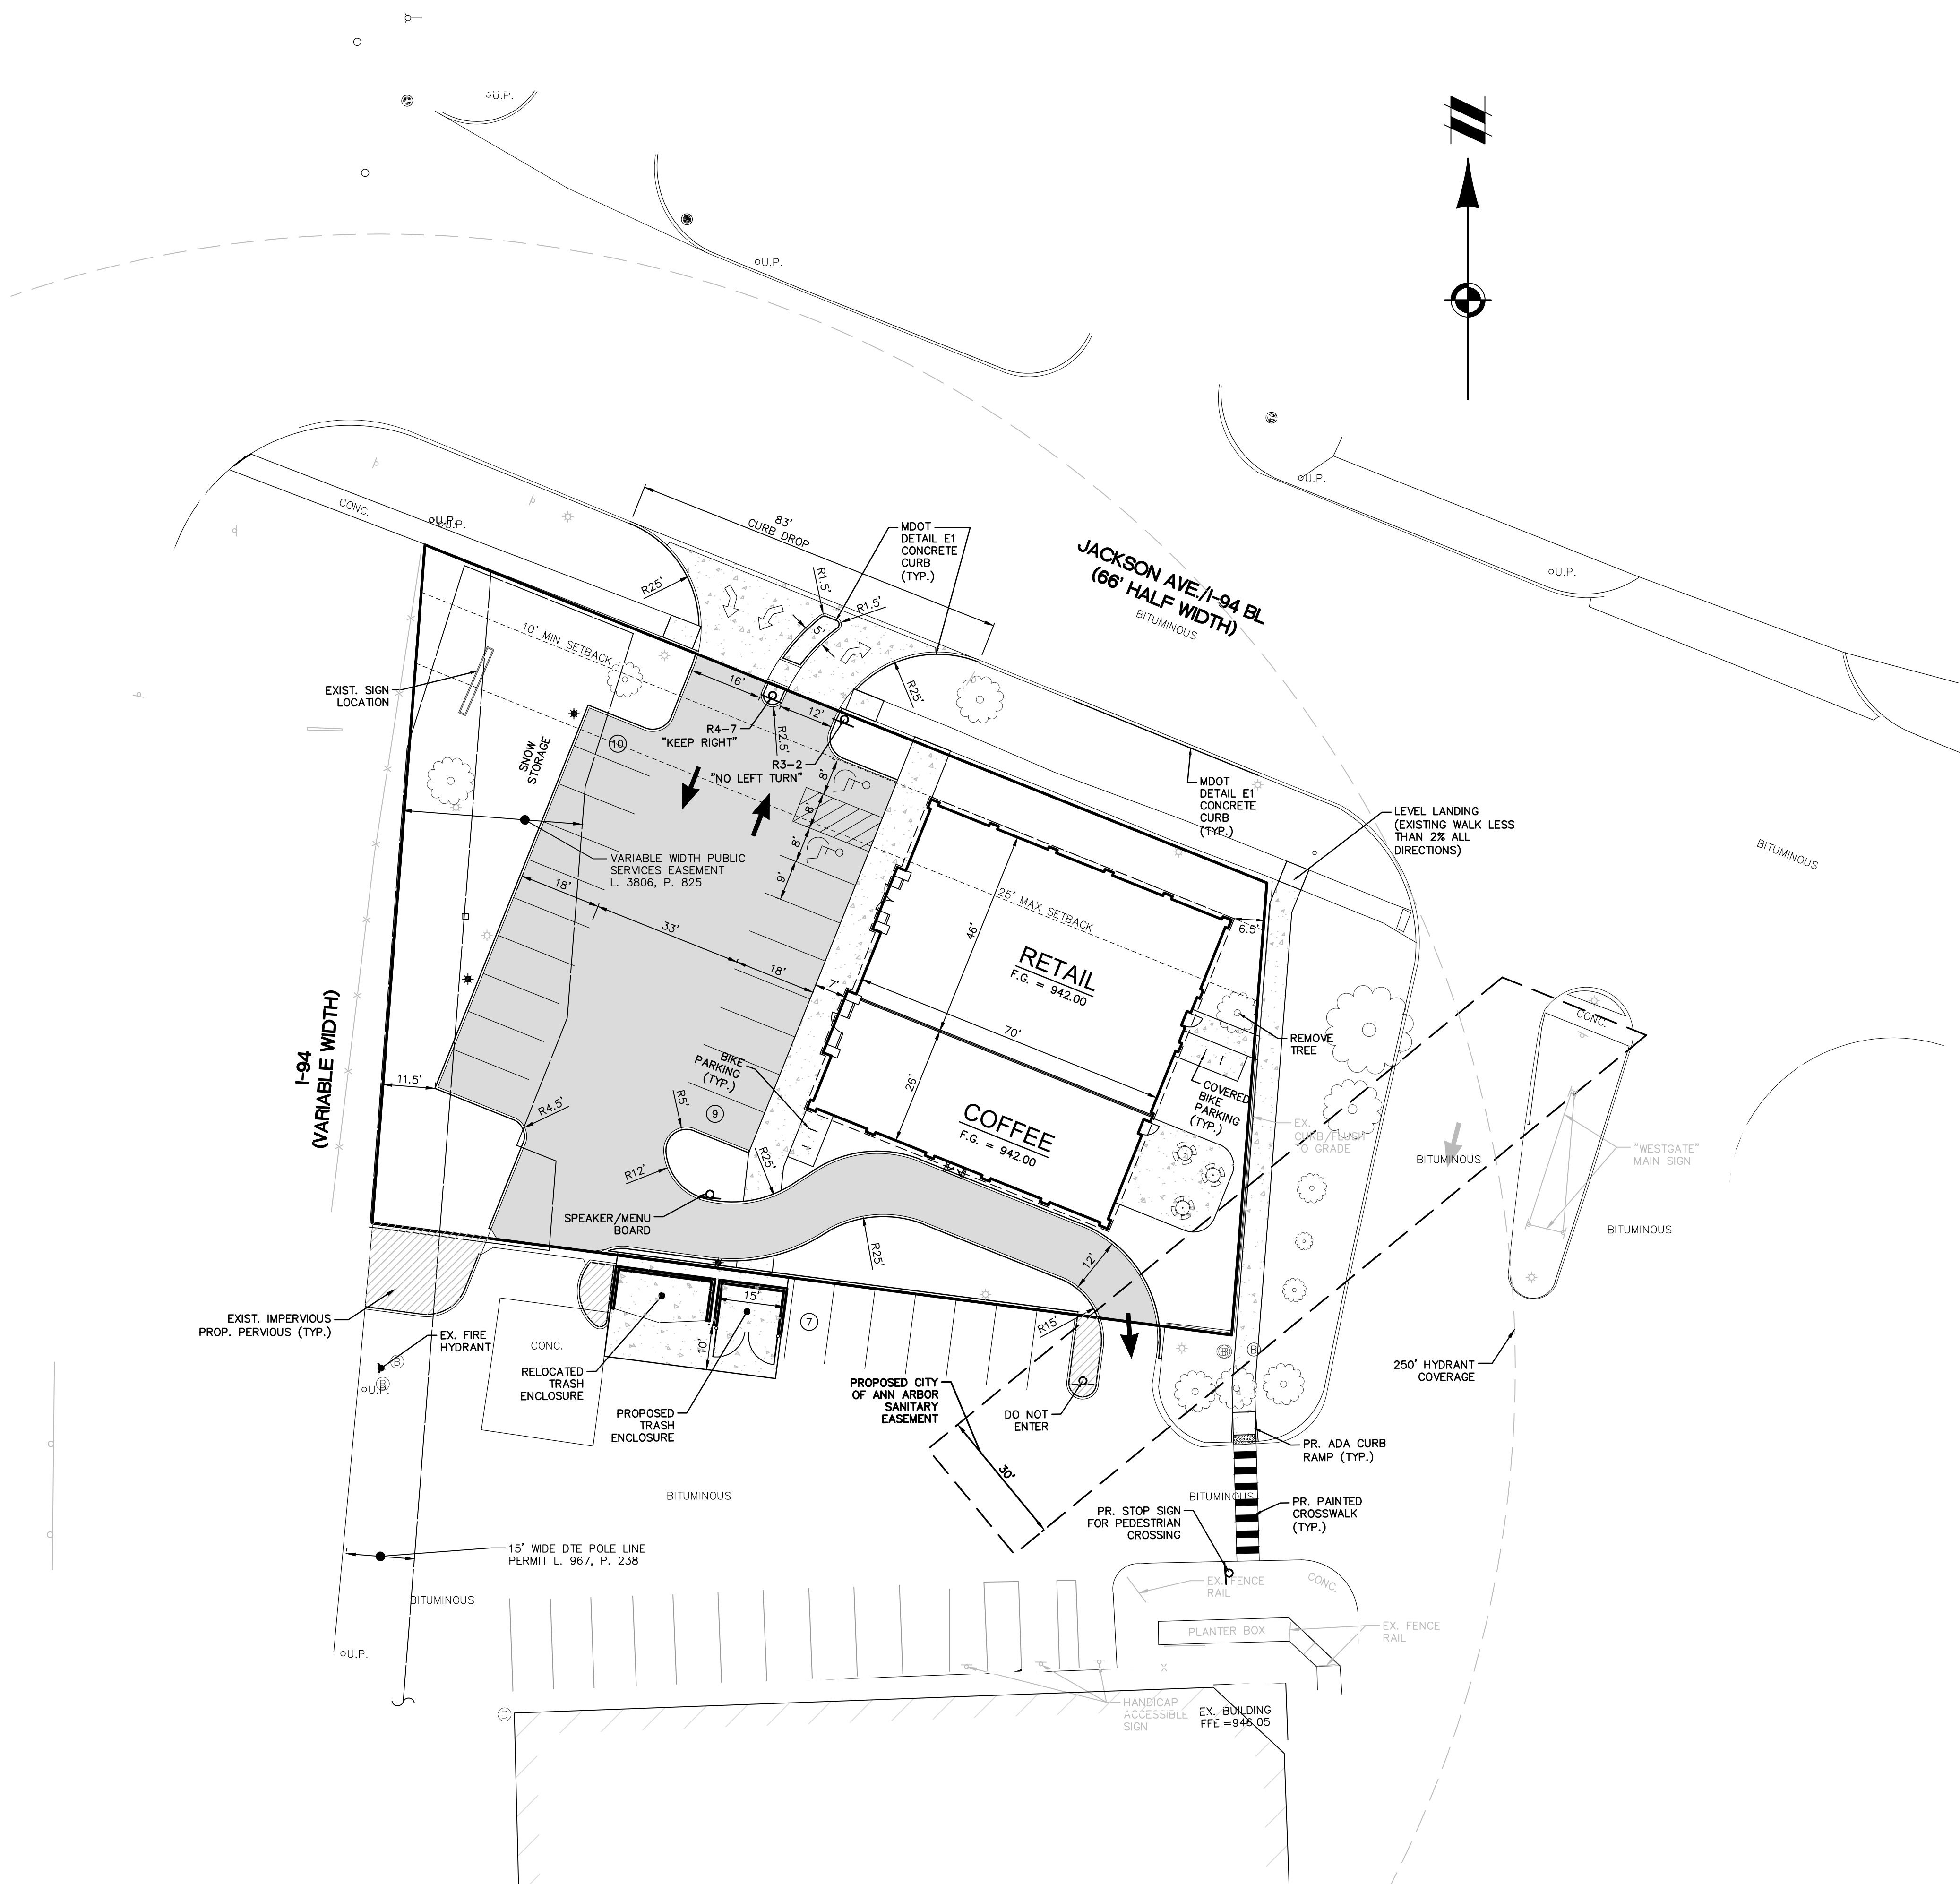 U.P.
U.P.
U.P.
U.P.
CONC.
U.P.
U.P.
83'
CURB DROP
MDOT
DETAIL E1
CONCRETE
CURB
(TYP.)
JACKSON AVE./I-94 BL
(66' HALF WIDTH)
BITUMINOUS
R25'
R1.5'
R1.5'
5'
10' MIN SETBACK
R25'
16'
12'
EXIST. SIGN
LOCATION
R4-7
"KEEP RIGHT"
R2.5'
R3-2
"NO LEFT TURN"
10
SNOW
STORAGE
8'
8'
8'
9'
MDOT
DETAIL E1
CONCRETE
CURB
(TYP.)
LEVEL LANDING
(EXISTING WALK LESS
THAN 2% ALL
DIRECTIONS)
BITUMINOUS
VARIABLE WIDTH PUBLIC
SERVICES EASEMENT
L. 3806, P. 825
18'
33'
18'
7'
25' MAX SETBACK
46'
6.5'
RETAIL
F.G. = 942.00
70'
REMOVE
TREE
CONC.
I-94
(VARIABLE WIDTH)
11.5'
R4.5'
BIKE
PARKING
(TYP.)
9
R5'
26'
COVERED
BIKE
PARKING
(TYP.)
COFFEE
F.G. = 942.00
EX.
CURB/FLUSH
TO GRADE
BITUMINOUS
"WESTGATE"
MAIN SIGN
R12'
R25'
SPEAKER/MENU
BOARD
R25'
12'
BITUMINOUS
EXIST. IMPERVIOUS
PROP. PERVIOUS (TYP.)
15'
10'
7
R15'
EX. FIRE
HYDRANT
CONC.
B
B
B
B
U.P.
RELOCATED
TRASH
ENCLOSURE
PROPOSED
TRASH
ENCLOSURE
PROPOSED CITY
OF ANN ARBOR
SANITARY
EASEMENT
DO NOT
ENTER
250' HYDRANT
COVERAGE
PR. ADA CURB
RAMP (TYP.)
30'
BITUMINOUS
BITUMINOUS
PR. STOP SIGN
FOR PEDESTRIAN
CROSSING
PR. PAINTED
CROSSWALK
(TYP.)
15' WIDE DTE POLE LINE
PERMIT L. 967, P. 238
BITUMINOUS
EX. FENCE
RAIL
CONC.
PLANTER BOX
EX. FENCE
RAIL
U.P.
HANDICAP
ACCESSIBLE
SIGN
EX. BUILDING
FFE =946.05